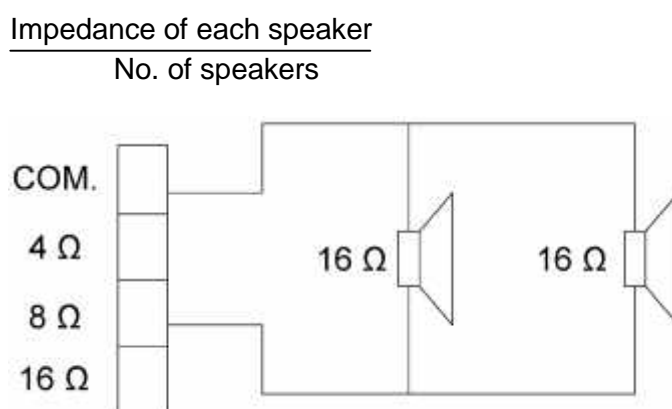 Impedance of each speaker
No. of speakers
COM.
4 Ω
8 Ω
16 Ω
16 Ω
16 Ω